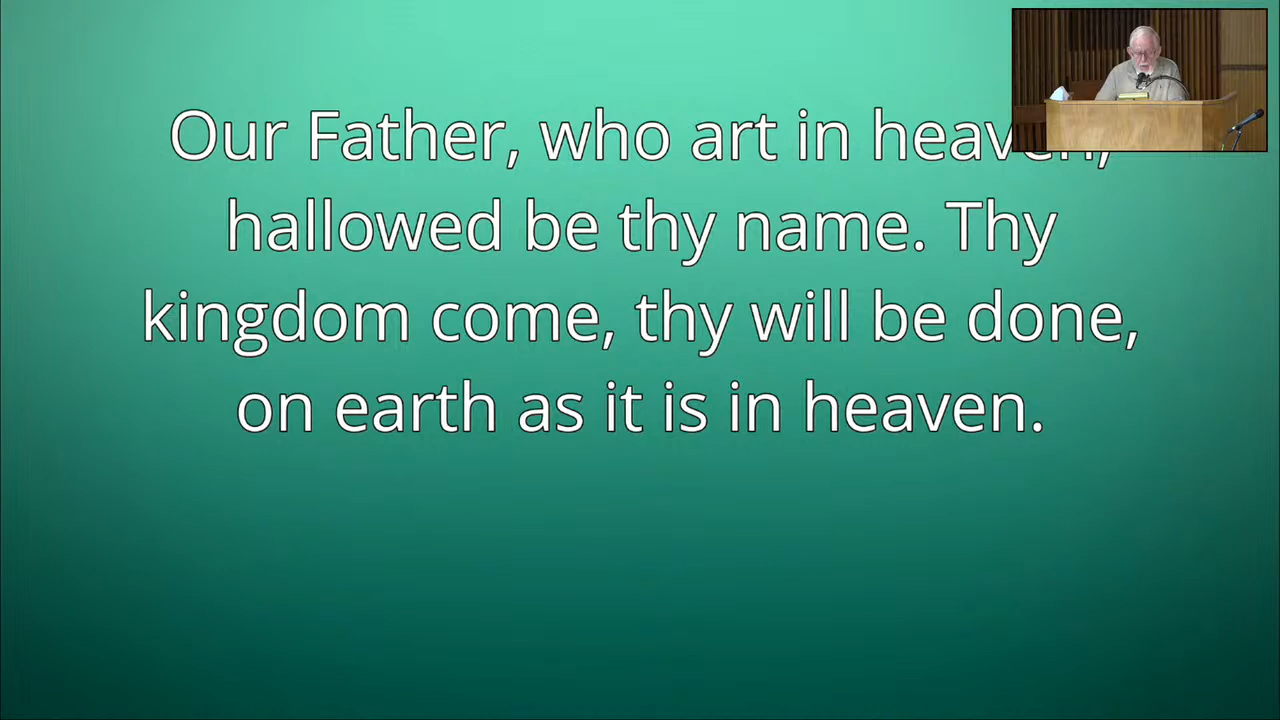 Our Father, who art in heaven,
hallowed be thy name. Thy
kingdom come, thy will be done,
on earth as it is in heaven.